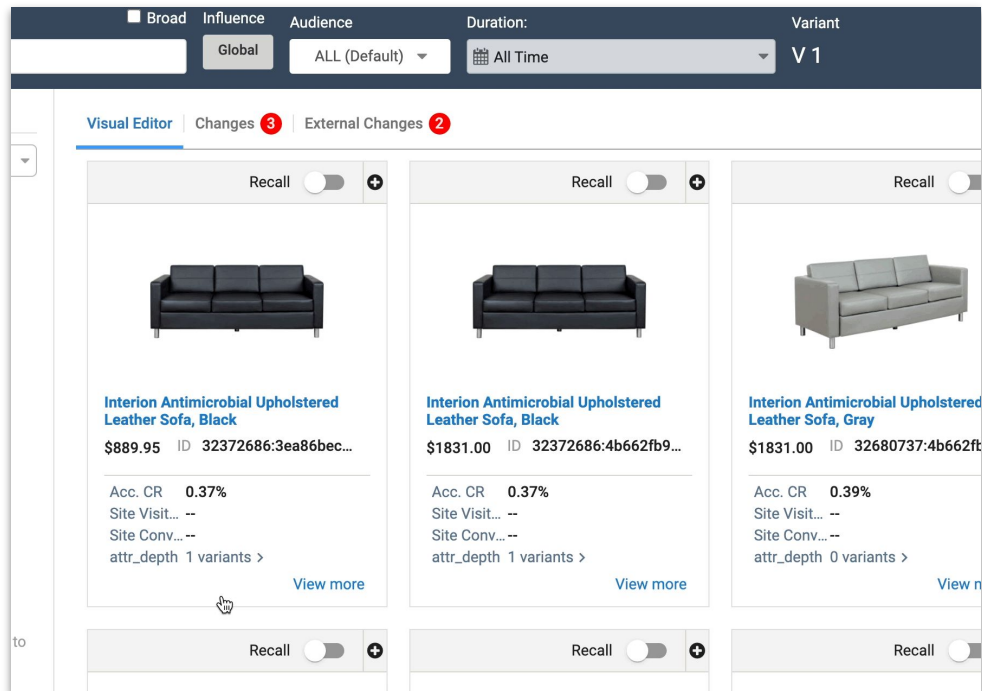 Broad Influence Audience Duration: Variant
Global ALL (Default) All Time V 1
Visual Editor Changes 3 External Changes 2
Recall Recall Recall
Interion Antimicrobial Upholstered
Leather Sofa, Black
$889.95 ID 32372686:3ea86bec...
Acc. CR 0.37%
Site Visit... --
Site Conv... --
attr_depth 1 variants >
View more
Interion Antimicrobial Upholstered
Leather Sofa, Black
$1831.00 ID 32372686:4b662fb9...
Acc. CR 0.37%
Site Visit... --
Site Conv... --
attr_depth 1 variants >
View more
Interion Antimicrobial Upholstered
Leather Sofa, Gray
$1831.00 ID 32680737:4b662fb
Acc. CR 0.39%
Site Visit... --
Site Conv... --
attr_depth 0 variants >
View
to
Recall Recall Recall